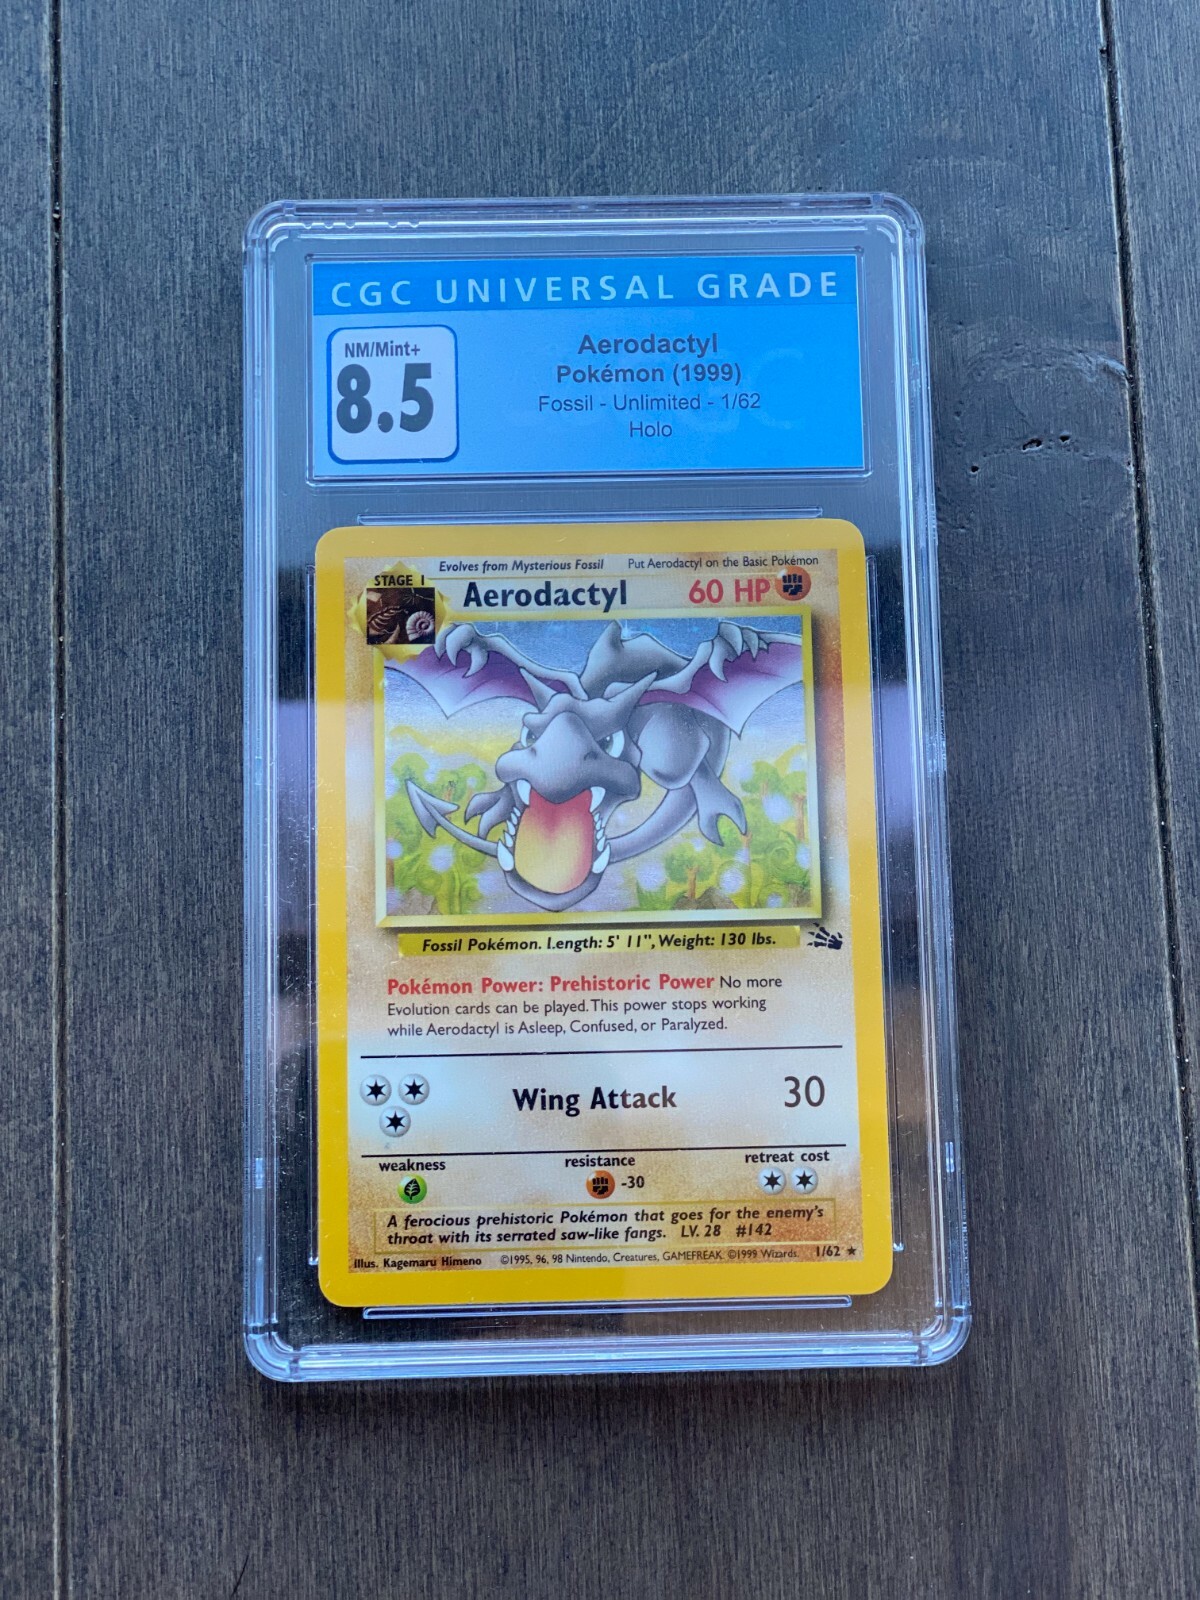 CGC UNIVERSAL GRADE
NM/Mint+
8.5
Aerodactyl
Pokémon (1999)
Fossil - Unlimited - 1/62
Holo
Evolves from Mysterious Fossil Put Aerodactyl on the Basic Pokémon
STAGE 1
Aerodactyl 60 HP
Fossil Pokémon. Length: 5' 11", Weight: 130 lbs.
Pokémon Power: Prehistoric Power No more
Evolution cards can be played. This power stops working
while Aerodactyl is Asleep, Confused, or Paralyzed.
Wing Attack 30
weakness resistance retreat cost
-30
A ferocious prehistoric Pokémon that goes for the enemy's
throat with its serrated saw-like fangs. LV. 28 #142
Illus. Kagemaru Himeno ©1995, 96, 98 Nintendo, Creatures, GAMEFREAK. ©1999 Wizards. 1/62 ★